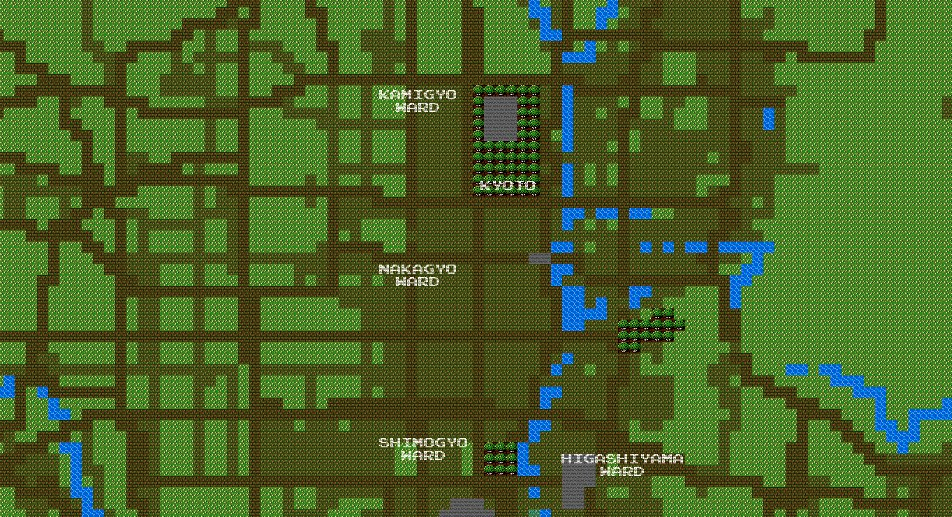 KAMIGYO
WARD
KYOTO
NAKAGYO
WARD
SHIMOGYO
WARD
HIGASHIYAMA
WARD